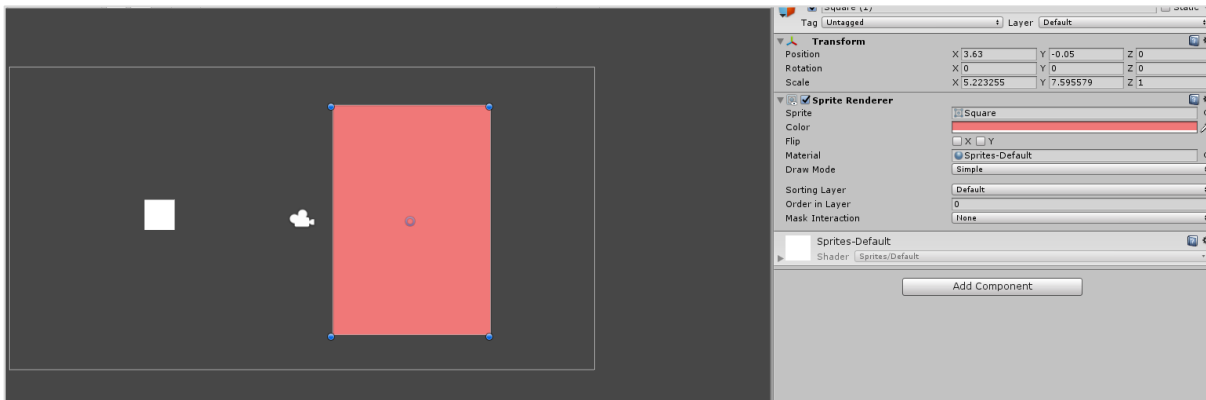 Square (1) Static
Tag Untagged Layer Default
Transform
Position X 3.63 Y -0.05 Z 0
Rotation X 0 Y 0 Z 0
Scale X 5.223255 Y 7.595579 Z 1
Sprite Renderer
Sprite Square
Color
Flip X Y
Material Sprites-Default
Draw Mode Simple
Sorting Layer Default
Order in Layer 0
Mask Interaction None
Sprites-Default
Shader Sprites/Default
Add Component